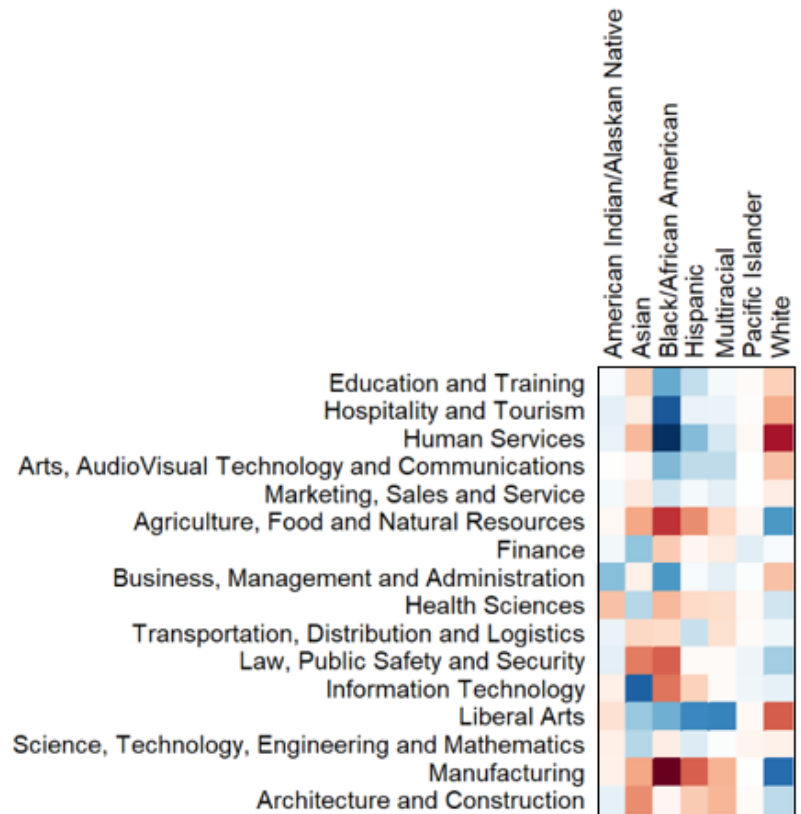 American Indian/Alaskan Native
Asian
Black/African American
Hispanic
Multiracial
Pacific Islander
White
Education and Training
Hospitality and Tourism
Human Services
Arts, AudioVisual Technology and Communications
Marketing, Sales and Service
Agriculture, Food and Natural Resources
Finance
Business, Management and Administration
Health Sciences
Transportation, Distribution and Logistics
Law, Public Safety and Security
Information Technology
Liberal Arts
Science, Technology, Engineering and Mathematics
Manufacturing
Architecture and Construction